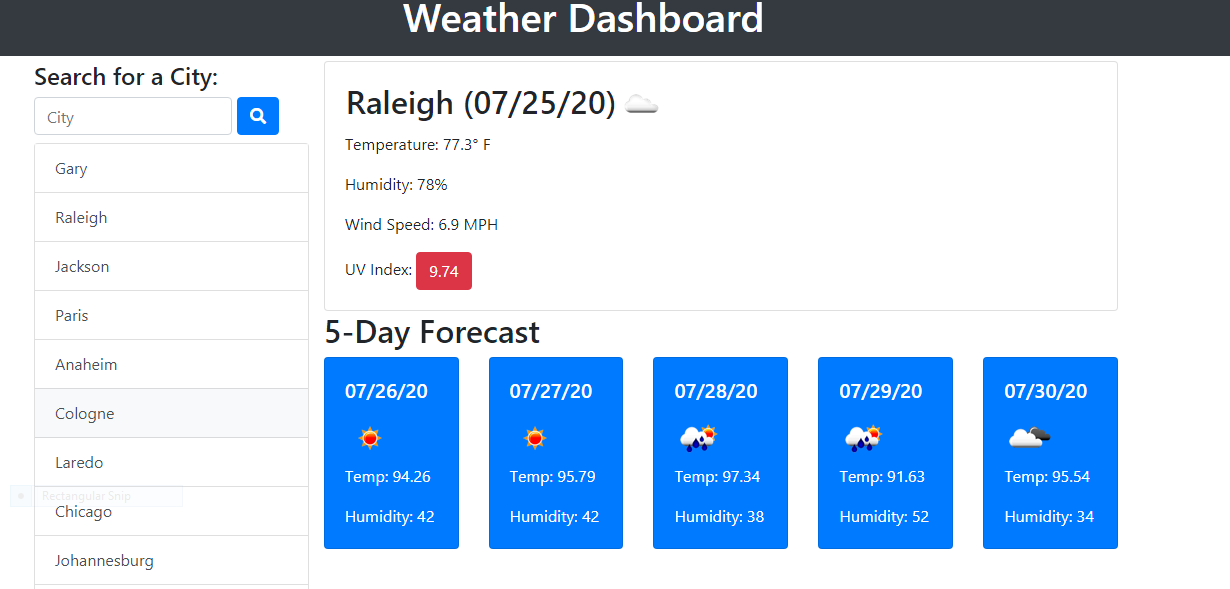 Weather Dashboard
Search for a City:
City
Gary
Raleigh
Jackson
Paris
Anaheim
Cologne
Laredo
Rectangular Snip
Chicago
Johannesburg
Raleigh (07/25/20)
Temperature: 77.3° F
Humidity: 78%
Wind Speed: 6.9 MPH
UV Index: 9.74
5-Day Forecast
07/26/20
Temp: 94.26
Humidity: 42
07/27/20
Temp: 95.79
Humidity: 42
07/28/20
Temp: 97.34
Humidity: 38
07/29/20
Temp: 91.63
Humidity: 52
07/30/20
Temp: 95.54
Humidity: 34